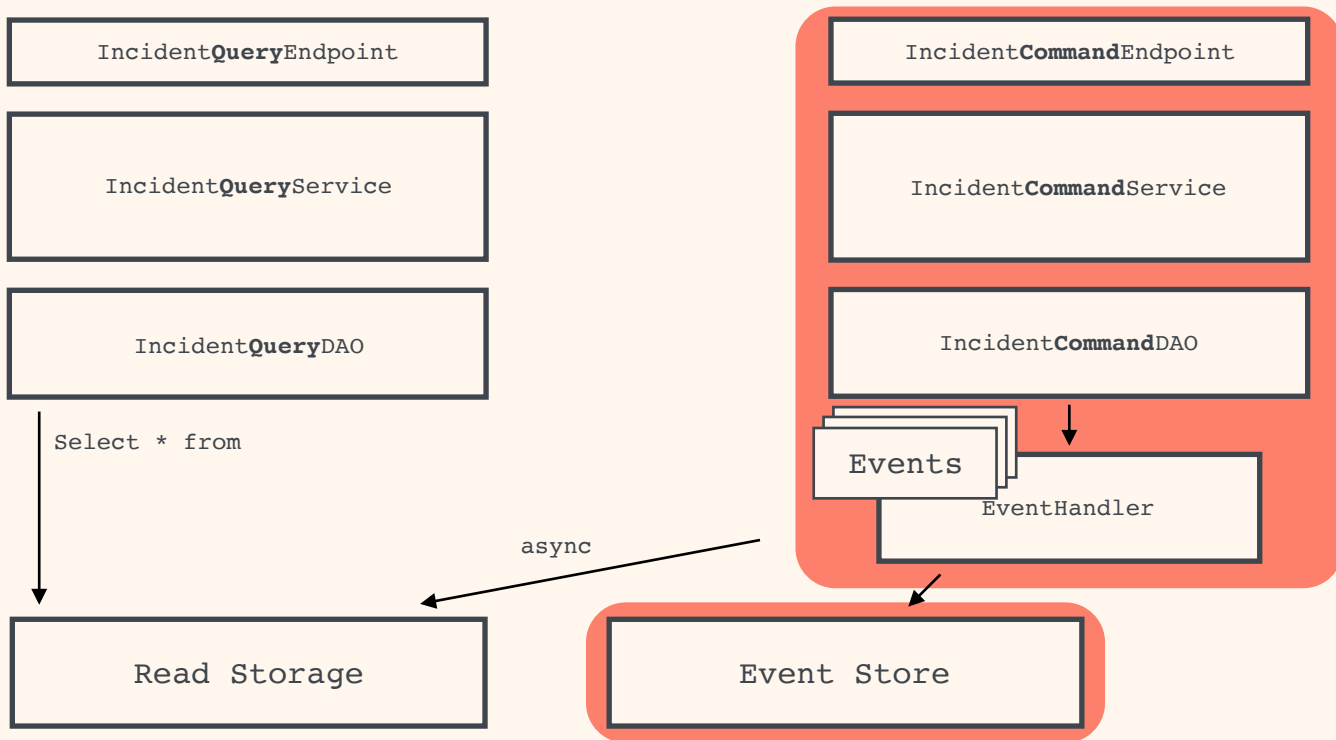 IncidentQueryEndpoint
IncidentQueryService
IncidentQueryDAO
Select * from
Read Storage
async
IncidentCommandEndpoint
IncidentCommandService
IncidentCommandDAO
Events
EventHandler
Event Store